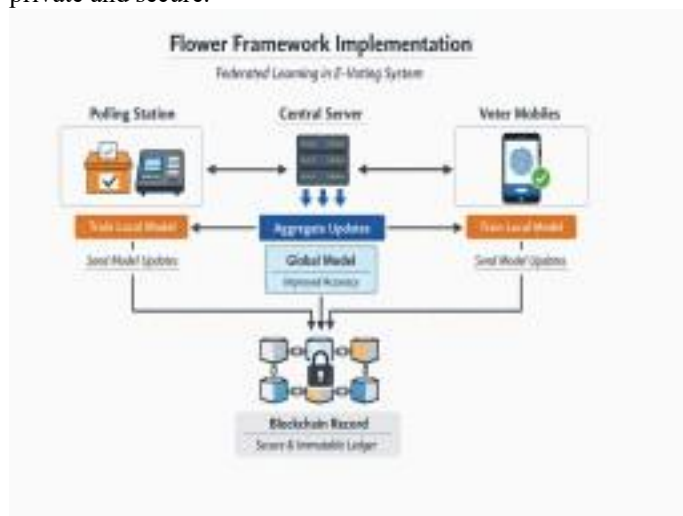 private and secure.
Flower Framework Implementation
Federated Learning in E-Voting System
Polling Station
Central Server
Voter Mobiles
Train Local Model
Aggregate Updates
Train Local Model
Send Model Updates
Global Model
Send Model Updates
Improved Accuracy
Blockchain Record
Secure & Immutable Ledger